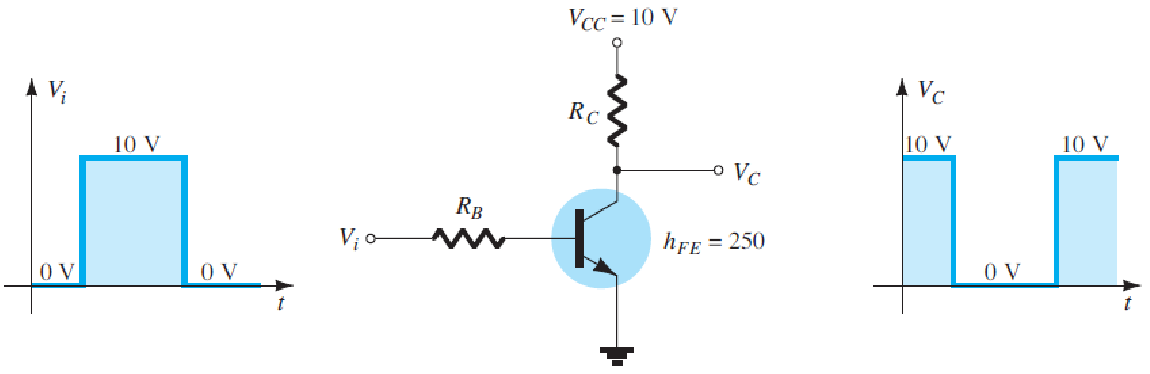 V_CC = 10 V
V_i
10 V
0 V
0 V
t
R_C
V_C
R_B
V_i
h_FE = 250
V_C
10 V
10 V
0 V
t